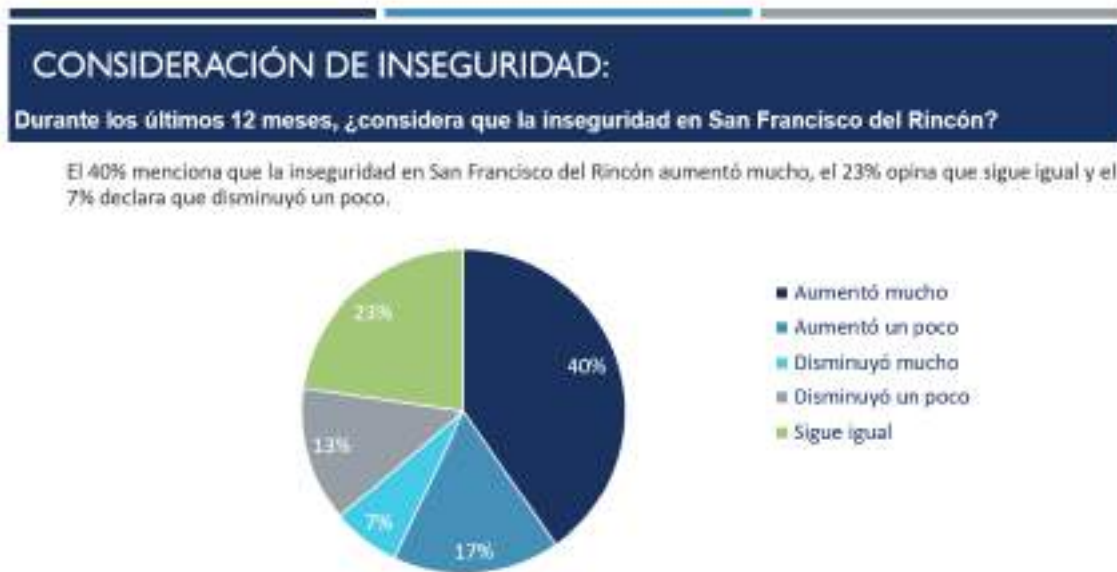 CONSIDERACIÓN DE INSEGURIDAD:
Durante los últimos 12 meses, ¿considera que la inseguridad en San Francisco del Rincón?
El 40% menciona que la inseguridad en San Francisco del Rincón aumentó mucho, el 23% opina que sigue igual y el
7% declara que disminuyó un poco.
23%
40%
13%
7%
17%
Aumentó mucho
Aumentó un poco
Disminuyó mucho
Disminuyó un poco
Sigue igual